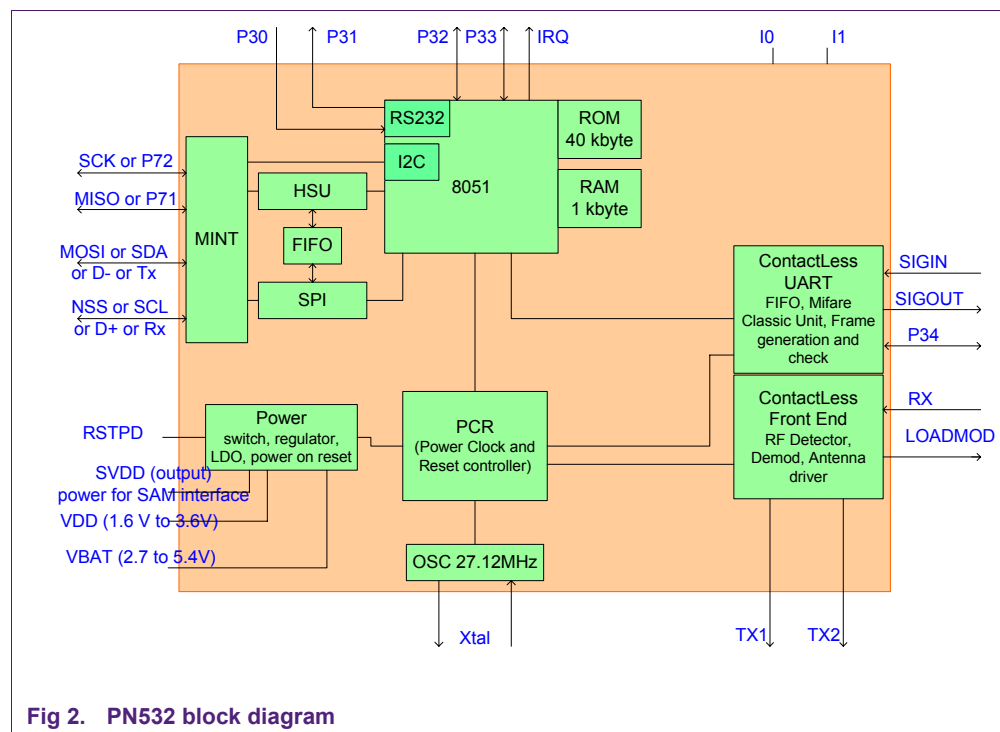 P30
P31
P32
P33
IRQ
I0
I1
RS232
I2C
8051
ROM
40 kbyte
RAM
1 kbyte
SCK or P72
MISO or P71
MOSI or SDA
or D- or Tx
NSS or SCL
or D+ or Rx
MINT
HSU
FIFO
SPI
ContactLess
UART
FIFO, Mifare
Classic Unit, Frame
generation and
check
SIGIN
SIGOUT
P34
ContactLess
Front End
RF Detector,
Demod, Antenna
driver
RX
LOADMOD
Power
switch, regulator,
LDO, power on reset
PCR
(Power Clock and
Reset controller)
RSTPD
SVDD (output)
power for SAM interface
VDD (1.6 V to 3.6V)
VBAT (2.7 to 5.4V)
OSC 27.12MHz
Xtal
TX1
TX2
Fig 2. PN532 block diagram